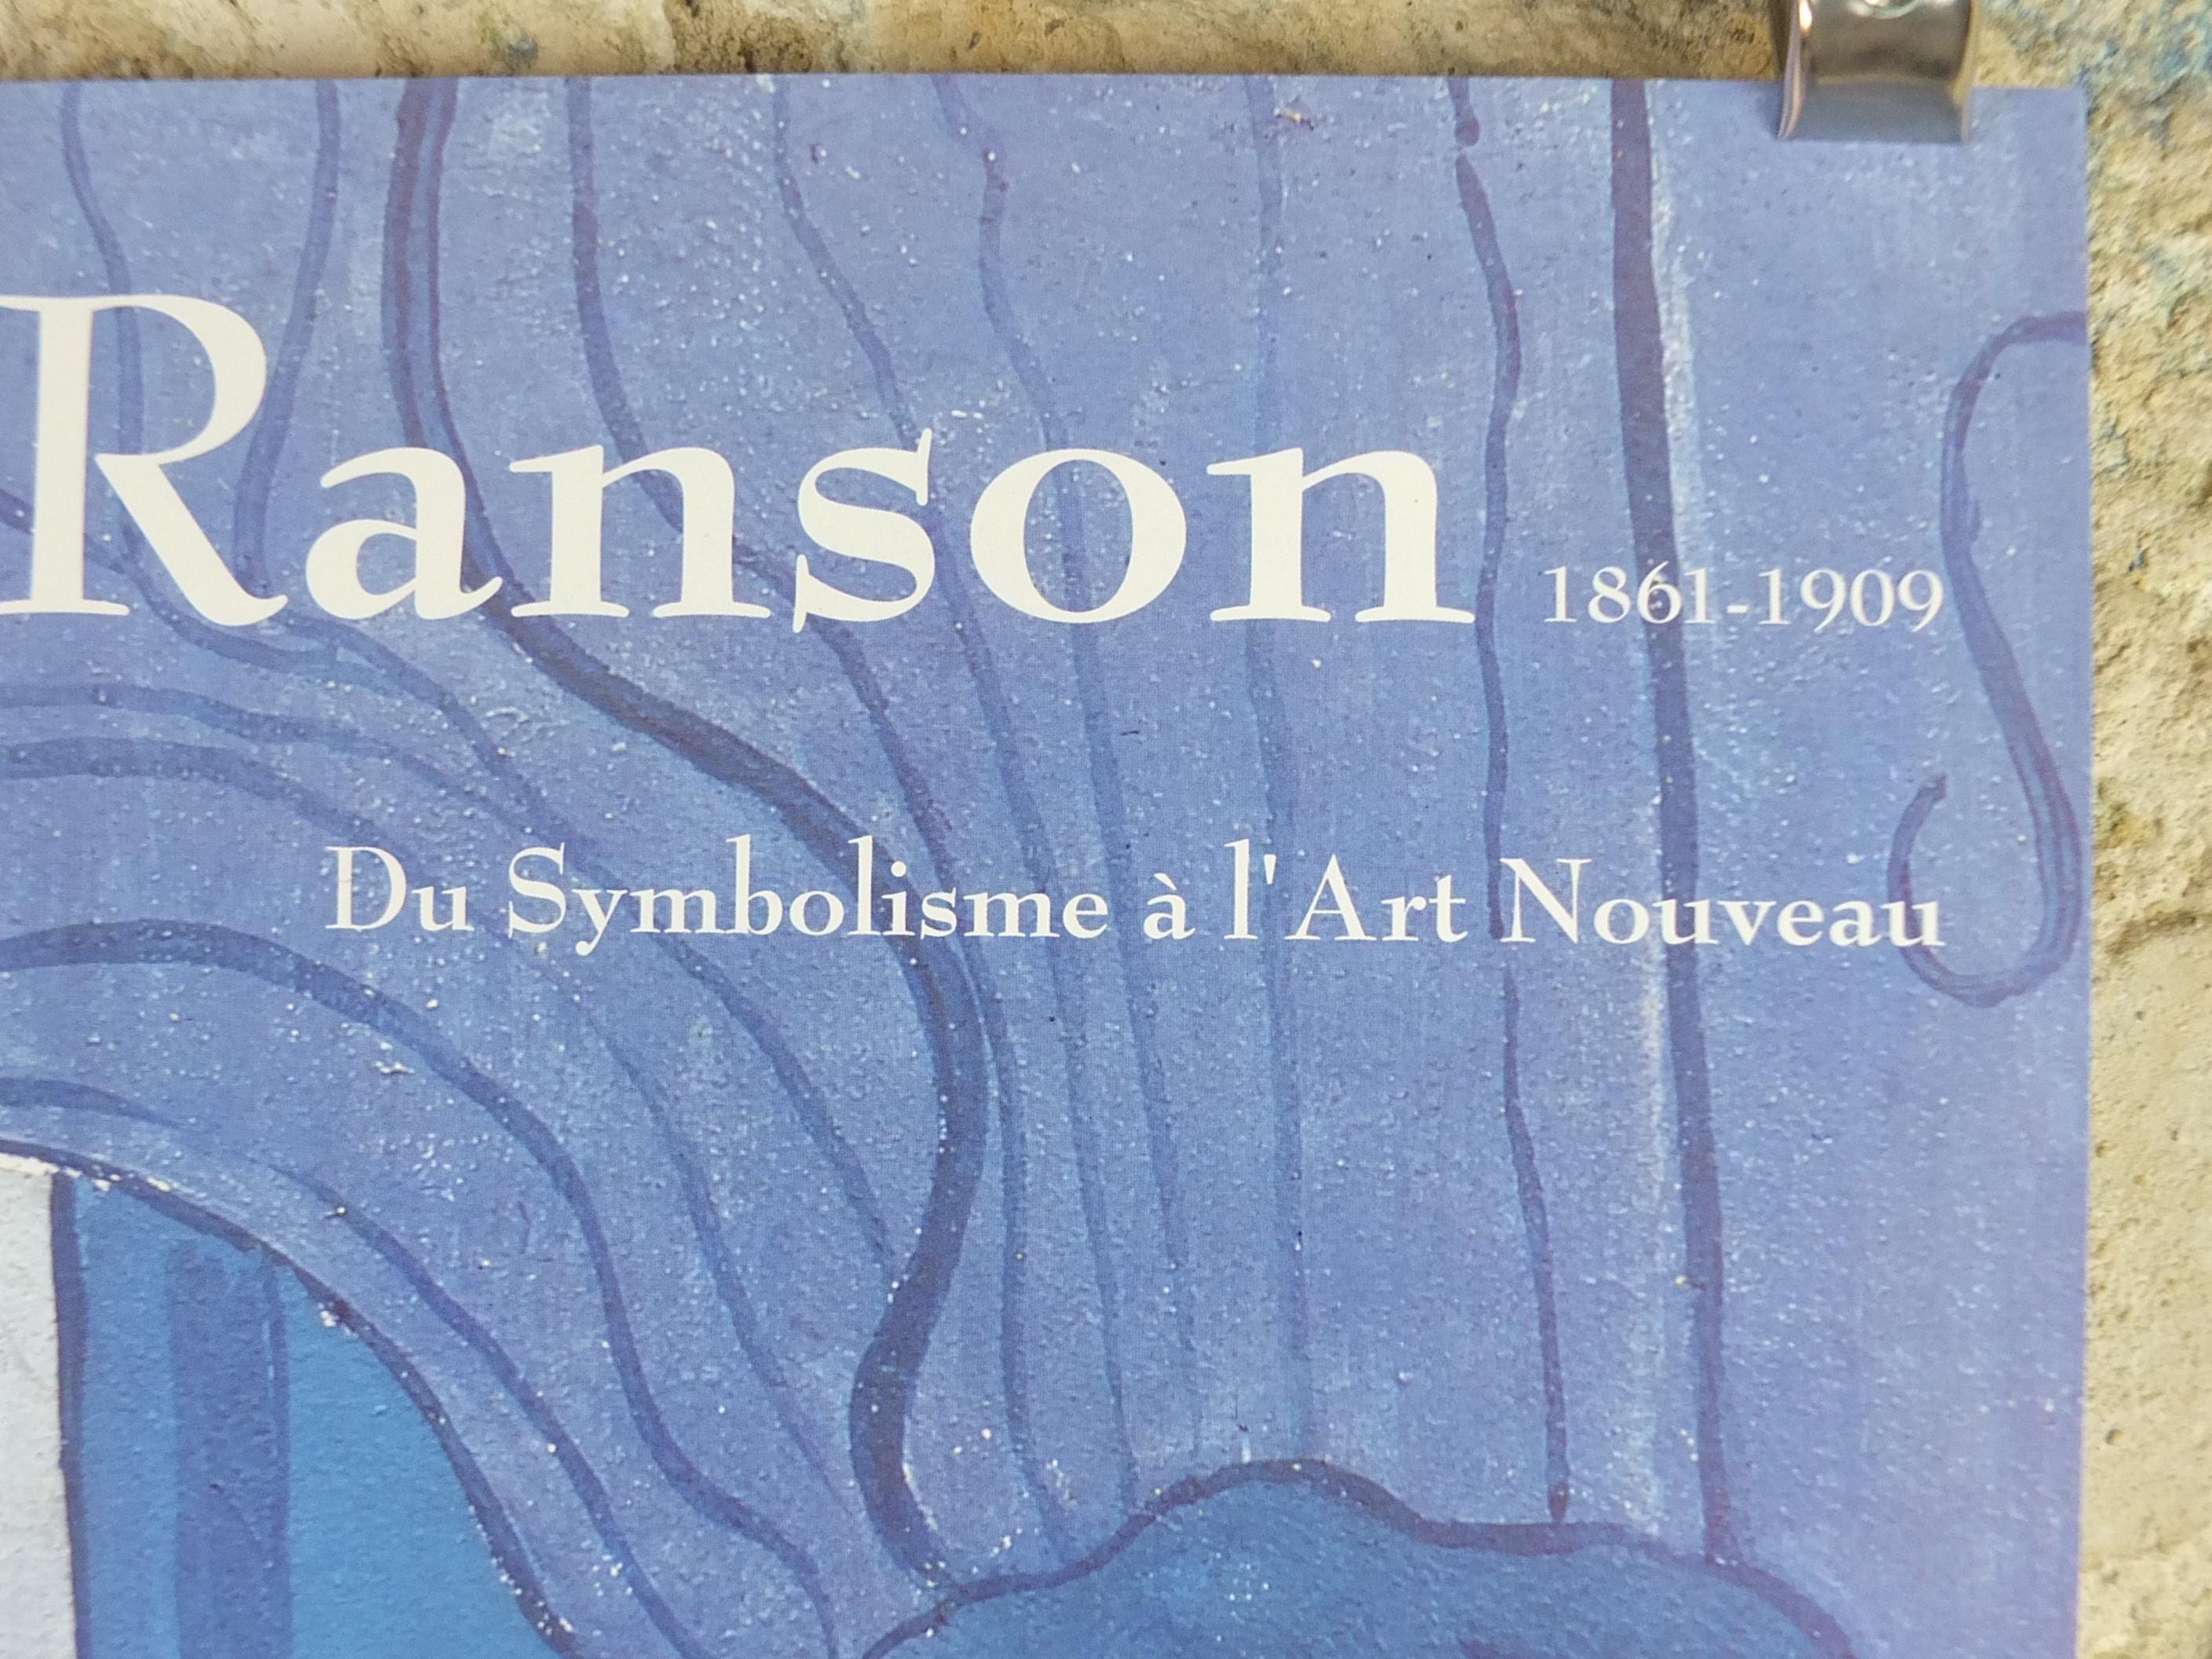 Ranson 1861-1909
Du Symbolisme à l'Art Nouveau